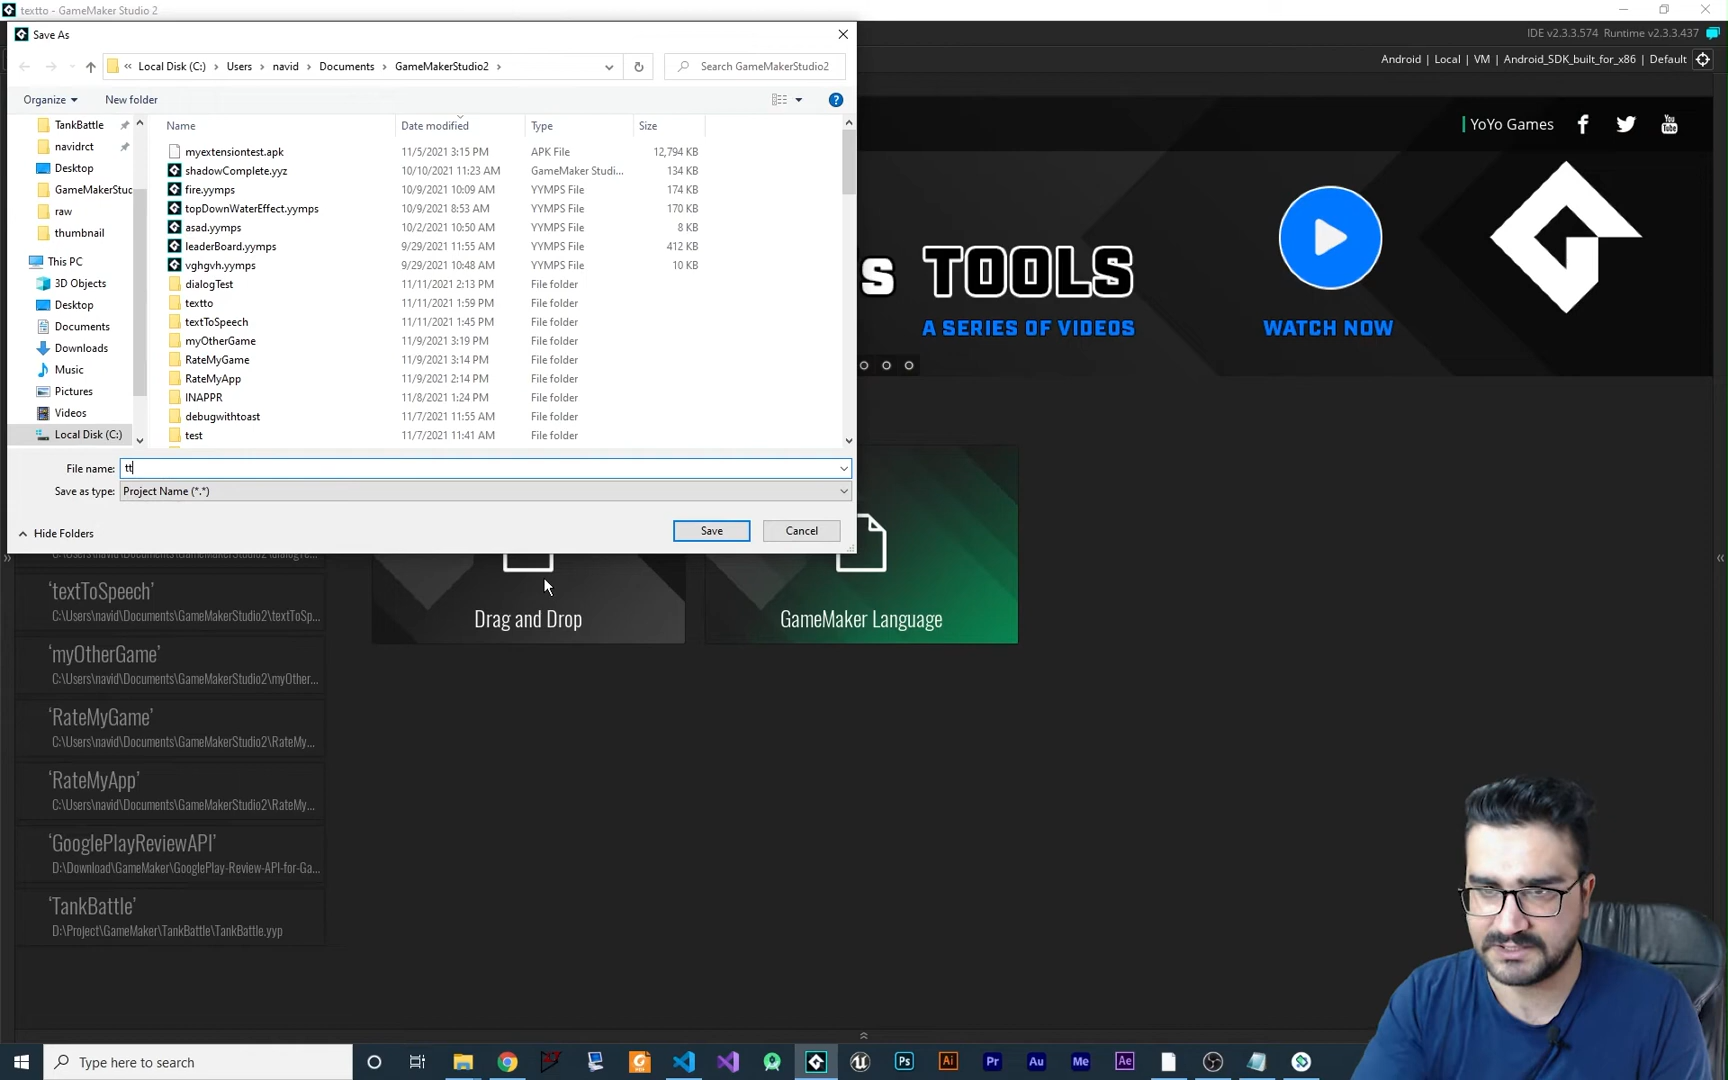 textto - GameMaker Studio 2
Save As
IDE v2.3.3.574 Runtime v2.3.3.437
« Local Disk (C:) › Users › navid › Documents › GameMakerStudio2 ›
Search GameMakerStudio2
Android | Local | VM | Android_SDK_built_for_x86 | Default
Organize
New folder
TankBattle
navidrct
Desktop
GameMakerStuc
raw
thumbnail
This PC
3D Objects
Desktop
Documents
Downloads
Music
Pictures
Videos
Local Disk (C:)
Name Date modified Type Size
myextensiontest.apk 11/5/2021 3:15 PM APK File 12,794 KB
shadowComplete.yyz 10/10/2021 11:23 AM GameMaker Studi... 134 KB
fire.yymps 10/9/2021 10:09 AM YYMPS File 174 KB
topDownWaterEffect.yymps 10/9/2021 8:53 AM YYMPS File 170 KB
asad.yymps 10/2/2021 10:50 AM YYMPS File 8 KB
leaderBoard.yymps 9/29/2021 11:55 AM YYMPS File 412 KB
vghgvh.yymps 9/29/2021 10:48 AM YYMPS File 10 KB
dialogTest 11/11/2021 2:13 PM File folder
textto 11/11/2021 1:59 PM File folder
textToSpeech 11/11/2021 1:45 PM File folder
myOtherGame 11/9/2021 3:19 PM File folder
RateMyGame 11/9/2021 3:14 PM File folder
RateMyApp 11/9/2021 2:14 PM File folder
INAPPR 11/8/2021 1:24 PM File folder
debugwithtoast 11/7/2021 11:55 AM File folder
test 11/7/2021 11:41 AM File folder
File name: tt
Save as type: Project Name (*.*)
Hide Folders
Save
Cancel
YoYo Games
You Tube
s TOOLS
A SERIES OF VIDEOS
WATCH NOW
'textToSpeech'
C:\Users\navid\Documents\GameMakerStudio2\textToSp...
'myOtherGame'
C:\Users\navid\Documents\GameMakerStudio2\myOther...
'RateMyGame'
C:\Users\navid\Documents\GameMakerStudio2\RateMy...
'RateMyApp'
C:\Users\navid\Documents\GameMakerStudio2\RateMy...
'GooglePlayReviewAPI'
D:\Download\GameMaker\GooglePlay-Review-API-for-Ga...
'TankBattle'
D:\Project\GameMaker\TankBattle\TankBattle.yyp
Drag and Drop
GameMaker Language
Type here to search
Ps
Ai
Pr
Au
Me
Ae